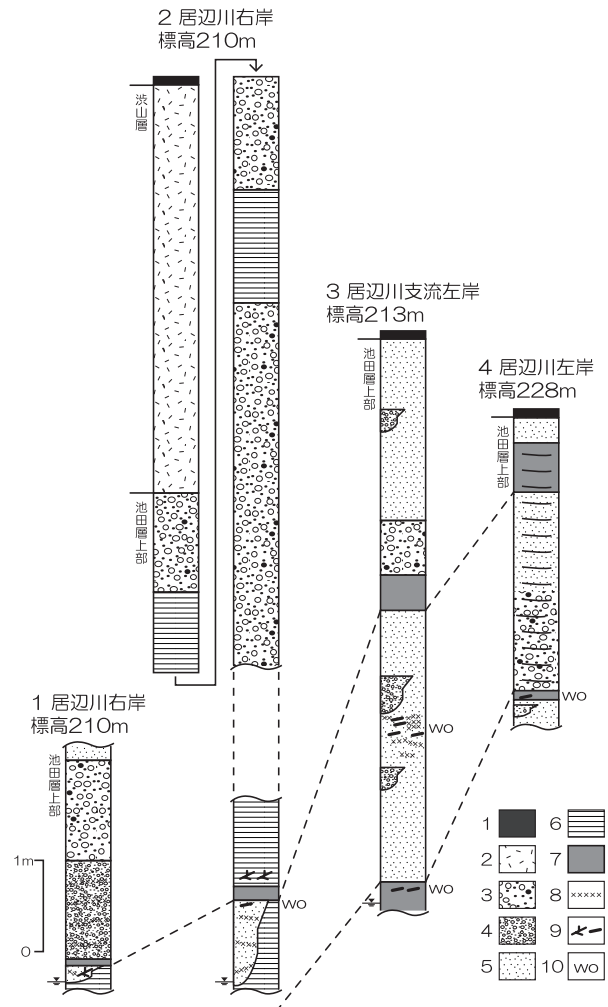 2 居辺川右岸
標高210m
渋山層
池田層上部
3 居辺川支流左岸
標高213m
池田層上部
wo
wo
4 居辺川左岸
標高228m
池田層上部
wo
1 居辺川右岸
標高210m
池田層上部
1m
0
wo
1
2
3
4
5
6
7
8
9
10 wo